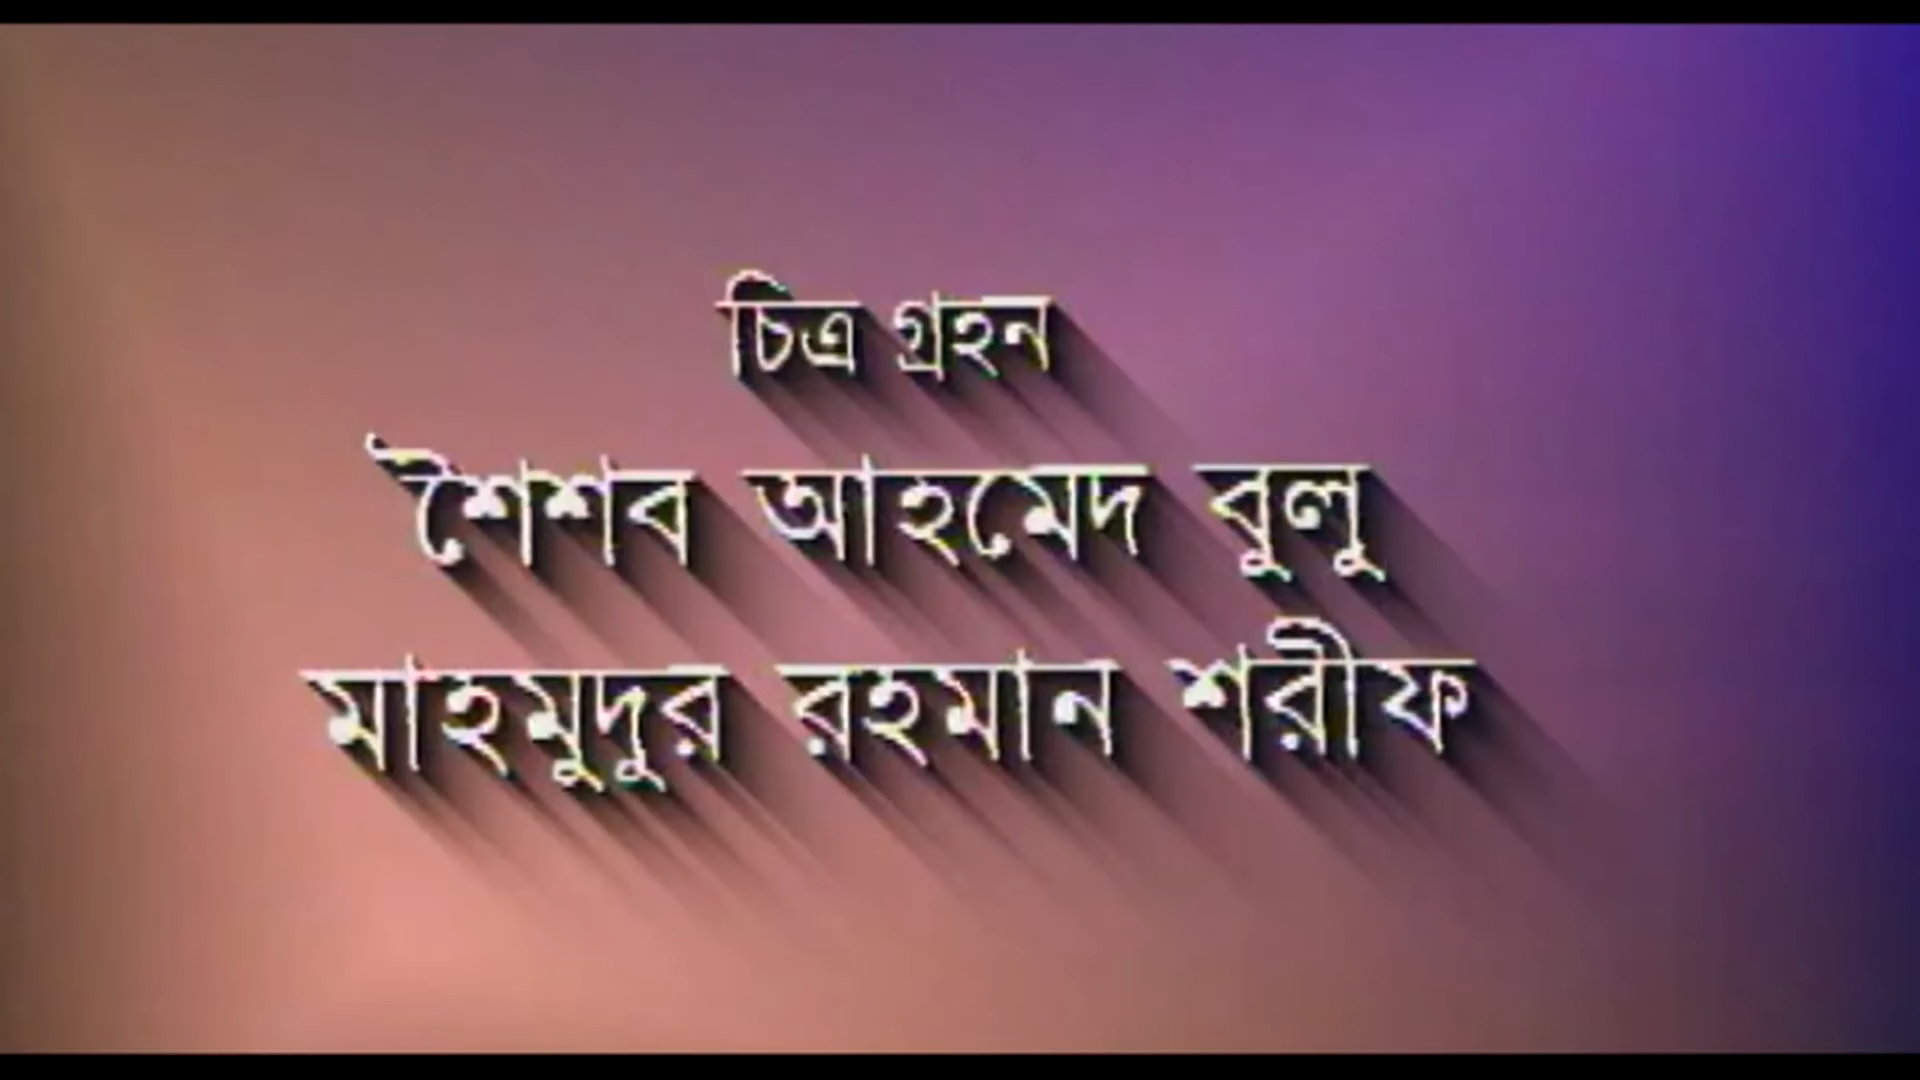 চিত্র গ্রহন
শৈশব আহমেদ বুলু
মাহমুদুর রহমান শরীফ